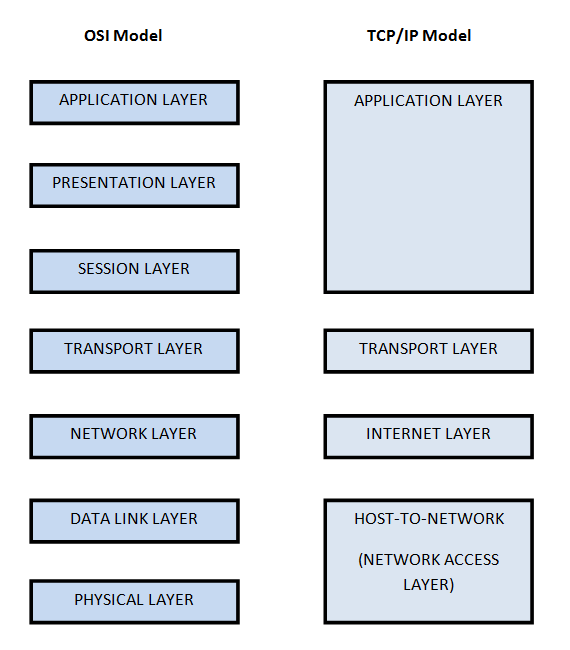 OSI Model
TCP/IP Model
APPLICATION LAYER
PRESENTATION LAYER
SESSION LAYER
TRANSPORT LAYER
NETWORK LAYER
DATA LINK LAYER
PHYSICAL LAYER
APPLICATION LAYER
TRANSPORT LAYER
INTERNET LAYER
HOST-TO-NETWORK
(NETWORK ACCESS
LAYER)